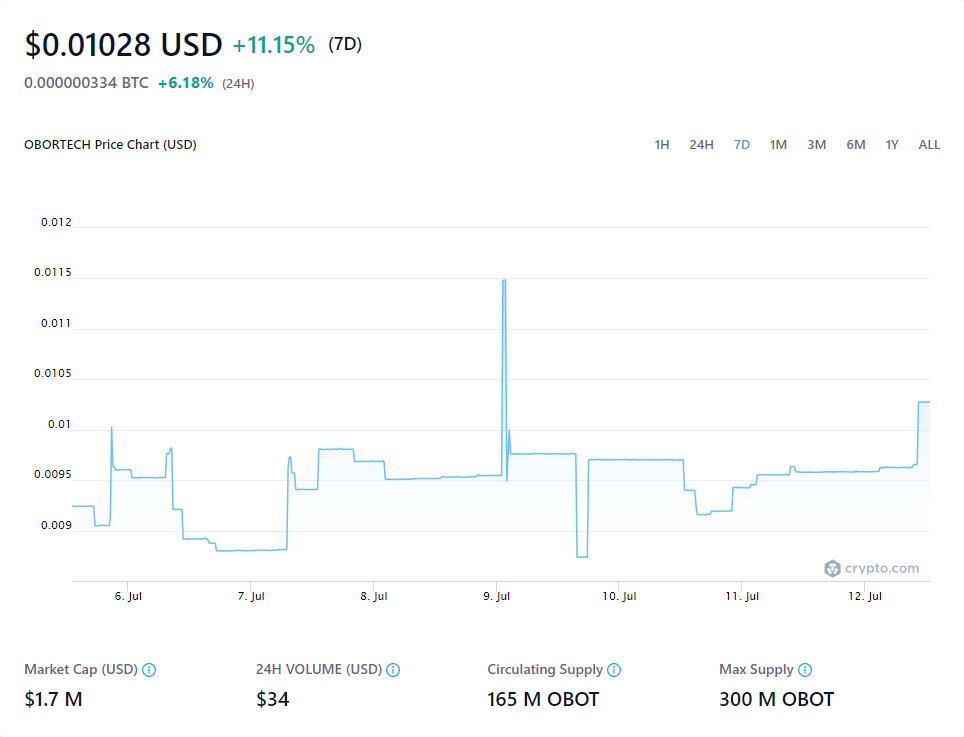 $0.01028 USD +11.15% (7D)
0.000000334 BTC +6.18% (24H)
OBORTECH Price Chart (USD) 1H 24H 7D 1M 3M 6M 1Y ALL
0.012
0.0115
0.011
0.0105
0.01
0.0095
0.009
crypto.com
6. Jul 7. Jul 8. Jul 9. Jul 10. Jul 11. Jul 12. Jul
Market Cap (USD) 24H VOLUME (USD) Circulating Supply Max Supply
$1.7 M $34 165 M OBOT 300 M OBOT